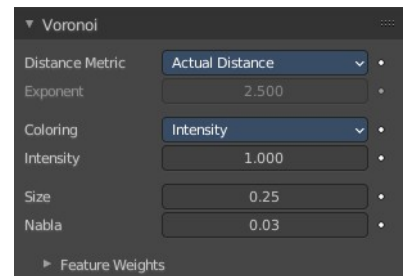 Voronoi
Distance Metric Actual Distance
Exponent 2.500
Coloring Intensity
Intensity 1.000
Size 0.25
Nabla 0.03
Feature Weights